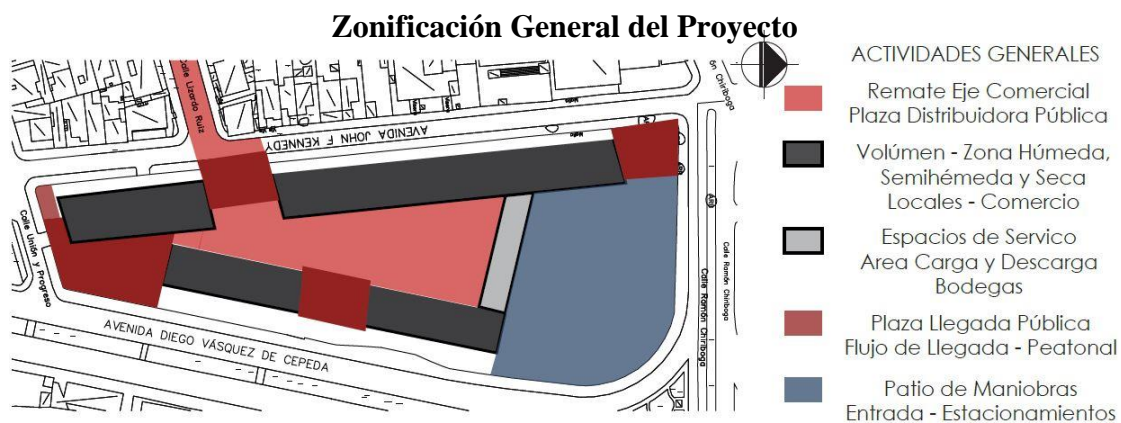 Zonificación General del Proyecto
Calle Lizardo Ruiz
AVENIDA JOHN F KENNEDY
Calle Unión y Progreso
AVENIDA DIEGO VÁSQUEZ DE CEPEDA
Calle Ramón Chiriboga
Calle Ramón Chiriboga
ón Chiriboga
ACTIVIDADES GENERALES
Remate Eje Comercial
Plaza Distribuidora Pública
Volúmen - Zona Húmeda,
Semihémeda y Seca
Locales - Comercio
Espacios de Servico
Area Carga y Descarga
Bodegas
Plaza Llegada Pública
Flujo de Llegada - Peatonal
Patio de Maniobras
Entrada - Estacionamientos